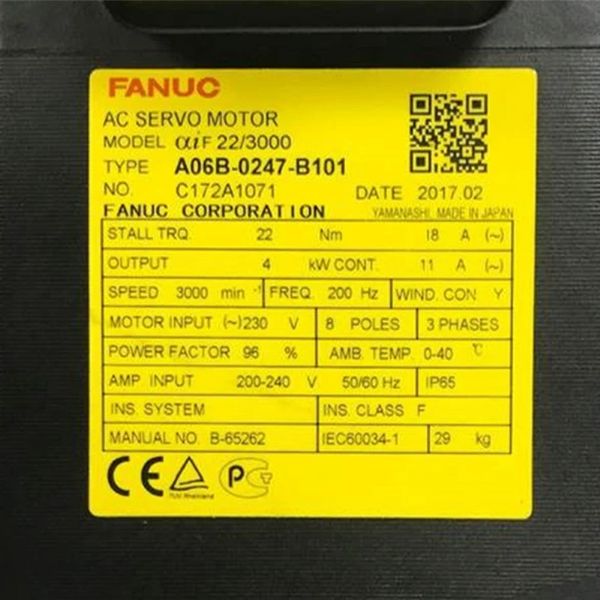 FANUC
AC SERVO MOTOR
MODEL αiF 22/3000
TYPE A06B-0247-B101
NO. C172A1071 DATE 2017.02
FANUC CORPORATION YAMANASHI, MADE IN JAPAN
STALL TRQ. 22 Nm 18 A (~)
OUTPUT 4 kW CONT. 11 A (~)
SPEED 3000 min⁻¹ FREQ. 200 Hz WIND. CON Y
MOTOR INPUT (~) 230 V 8 POLES 3 PHASES
POWER FACTOR 96 % AMB. TEMP. 0-40 ℃
AMP. INPUT 200-240 V 50/60 Hz IP65
INS. SYSTEM INS. CLASS F
MANUAL NO. B-65262 IEC60034-1 29 kg
CE PC
TUV Rheinland